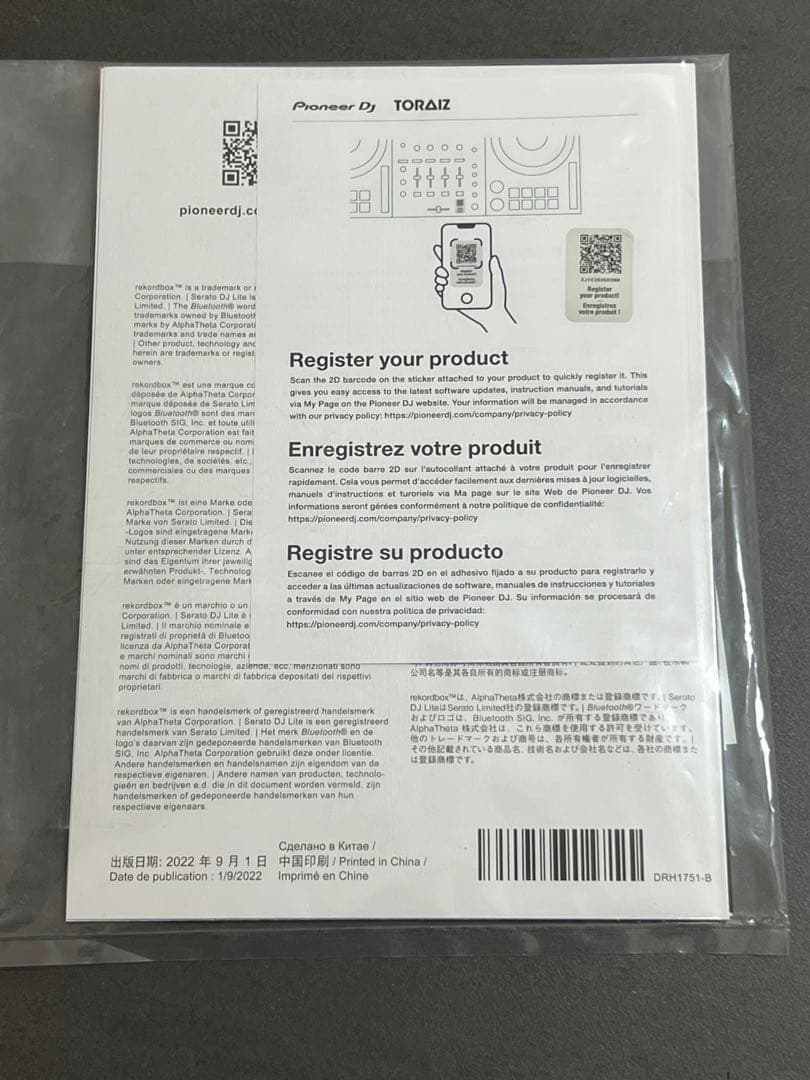 Pioneer Dj TORAIZ
Register
your product!
Enregistrez
votre produit !
Register your product
Scan the 2D barcode on the sticker attached to your product to quickly register it. This
gives you easy access to the latest software updates, instruction manuals, and tutorials
via My Page on the Pioneer DJ website. Your information will be managed in accordance
with our privacy policy: https://pioneerdj.com/company/privacy-policy
Enregistrez votre produit
Scannez le code barre 2D sur l'autocollant attaché à votre produit pour l'enregistrer
rapidement. Cela vous permet d'accéder facilement aux dernières mises à jour logicielles,
manuels d'instructions et turoriels via Ma page sur le site Web de Pioneer DJ. Vos
informations seront gérées conformément à notre politique de confidentialité:
https://pioneerdj.com/company/privacy-policy
Registre su producto
Escanee el código de barras 2D en el adhesivo fijado a su producto para registrarlo y
acceder a las últimas actualizaciones de software, manuales de instrucciones y tutoriales
a través de My Page en el sitio web de Pioneer DJ. Su información se procesará de
conformidad con nuestra política de privacidad:
https://pioneerdj.com/company/privacy-policy
pioneerdj.c
rekordbox™ is a trademark or
Corporation. | Serato DJ Lite is
Limited. | The Bluetooth® word
trademarks owned by Bluetooth
marks by AlphaTheta Corporati
trademarks and trade names a
| Other product, technology and
herein are trademarks or regist
owners.
rekordbox™ est une marque co
déposée de AlphaTheta Corpor
marque déposée de Serato Lim
logos Bluetooth® sont des mar
Bluetooth SIG, Inc. et toute utili
AlphaTheta Corporation est fait
marques de commerce ou nom
de leur propriétaire respectif. |
technologies, de sociétés, etc.,
commerciales ou des marques
respectifs.
rekordbox™ ist eine Marke ode
AlphaTheta Corporation. | Sera
Marke von Serato Limited. | Die
-Logos sind eingetragene Mark
Nutzung dieser Marken durch d
unter entsprechender Lizenz. A
sind das Eigentum ihrer jeweilig
erwähnten Produkt-, Technolog
Marken oder eingetragene Mar
rekordbox™ è un marchio o un
Corporation. | Serato DJ Lite è
Limited. | Il marchio nominale e
registrati di proprietà di Bluetoo
licenza da AlphaTheta Corporat
e marchi nominali sono marchi
nomi di prodotti, tecnologie, aziende, ecc. menzionati sono
marchi di fabbrica o marchi di fabbrica depositati dei rispettivi
proprietari.
rekordbox™ is een handelsmerk of geregistreerd handelsmerk
van AlphaTheta Corporation. | Serato DJ Lite is een geregistreerd
handelsmerk van Serato Limited. | Het merk Bluetooth® en de
logo's daarvan zijn gedeponeerde handelsmerken van Bluetooth
SIG, Inc. AlphaTheta Corporation gebruikt deze onder licentie.
Andere handelsmerken en handelsnamen zijn eigendom van de
respectieve eigenaren. | Andere namen van producten, technolo-
gieën en bedrijven e.d. die in dit document worden vermeld, zijn
handelsmerken of gedeponeerde handelsmerken van hun
respectieve eigenaars.
公司名等是其各自所有的商标或注册商标。
rekordbox™は、AlphaTheta株式会社の商標または登録商標です。| Serato
DJ LiteはSerato Limited社の登録商標です。| Bluetooth®ワードマーク
およびロゴは、Bluetooth SIG, Inc. が所有する登録商標であり、
AlphaTheta 株式会社は、これら商標を使用する許可を受けています。
他のトレードマークおよび商号は、各所有権者が所有する財産です。|
その他記載されている商品名、技術名および会社名などは、各社の商標また
は登録商標です。
出版日期: 2022 年 9 月 1 日
Date de publication : 1/9/2022
Сделано в Китае /
中国印刷 / Printed in China /
Imprimé en Chine
DRH1751-B